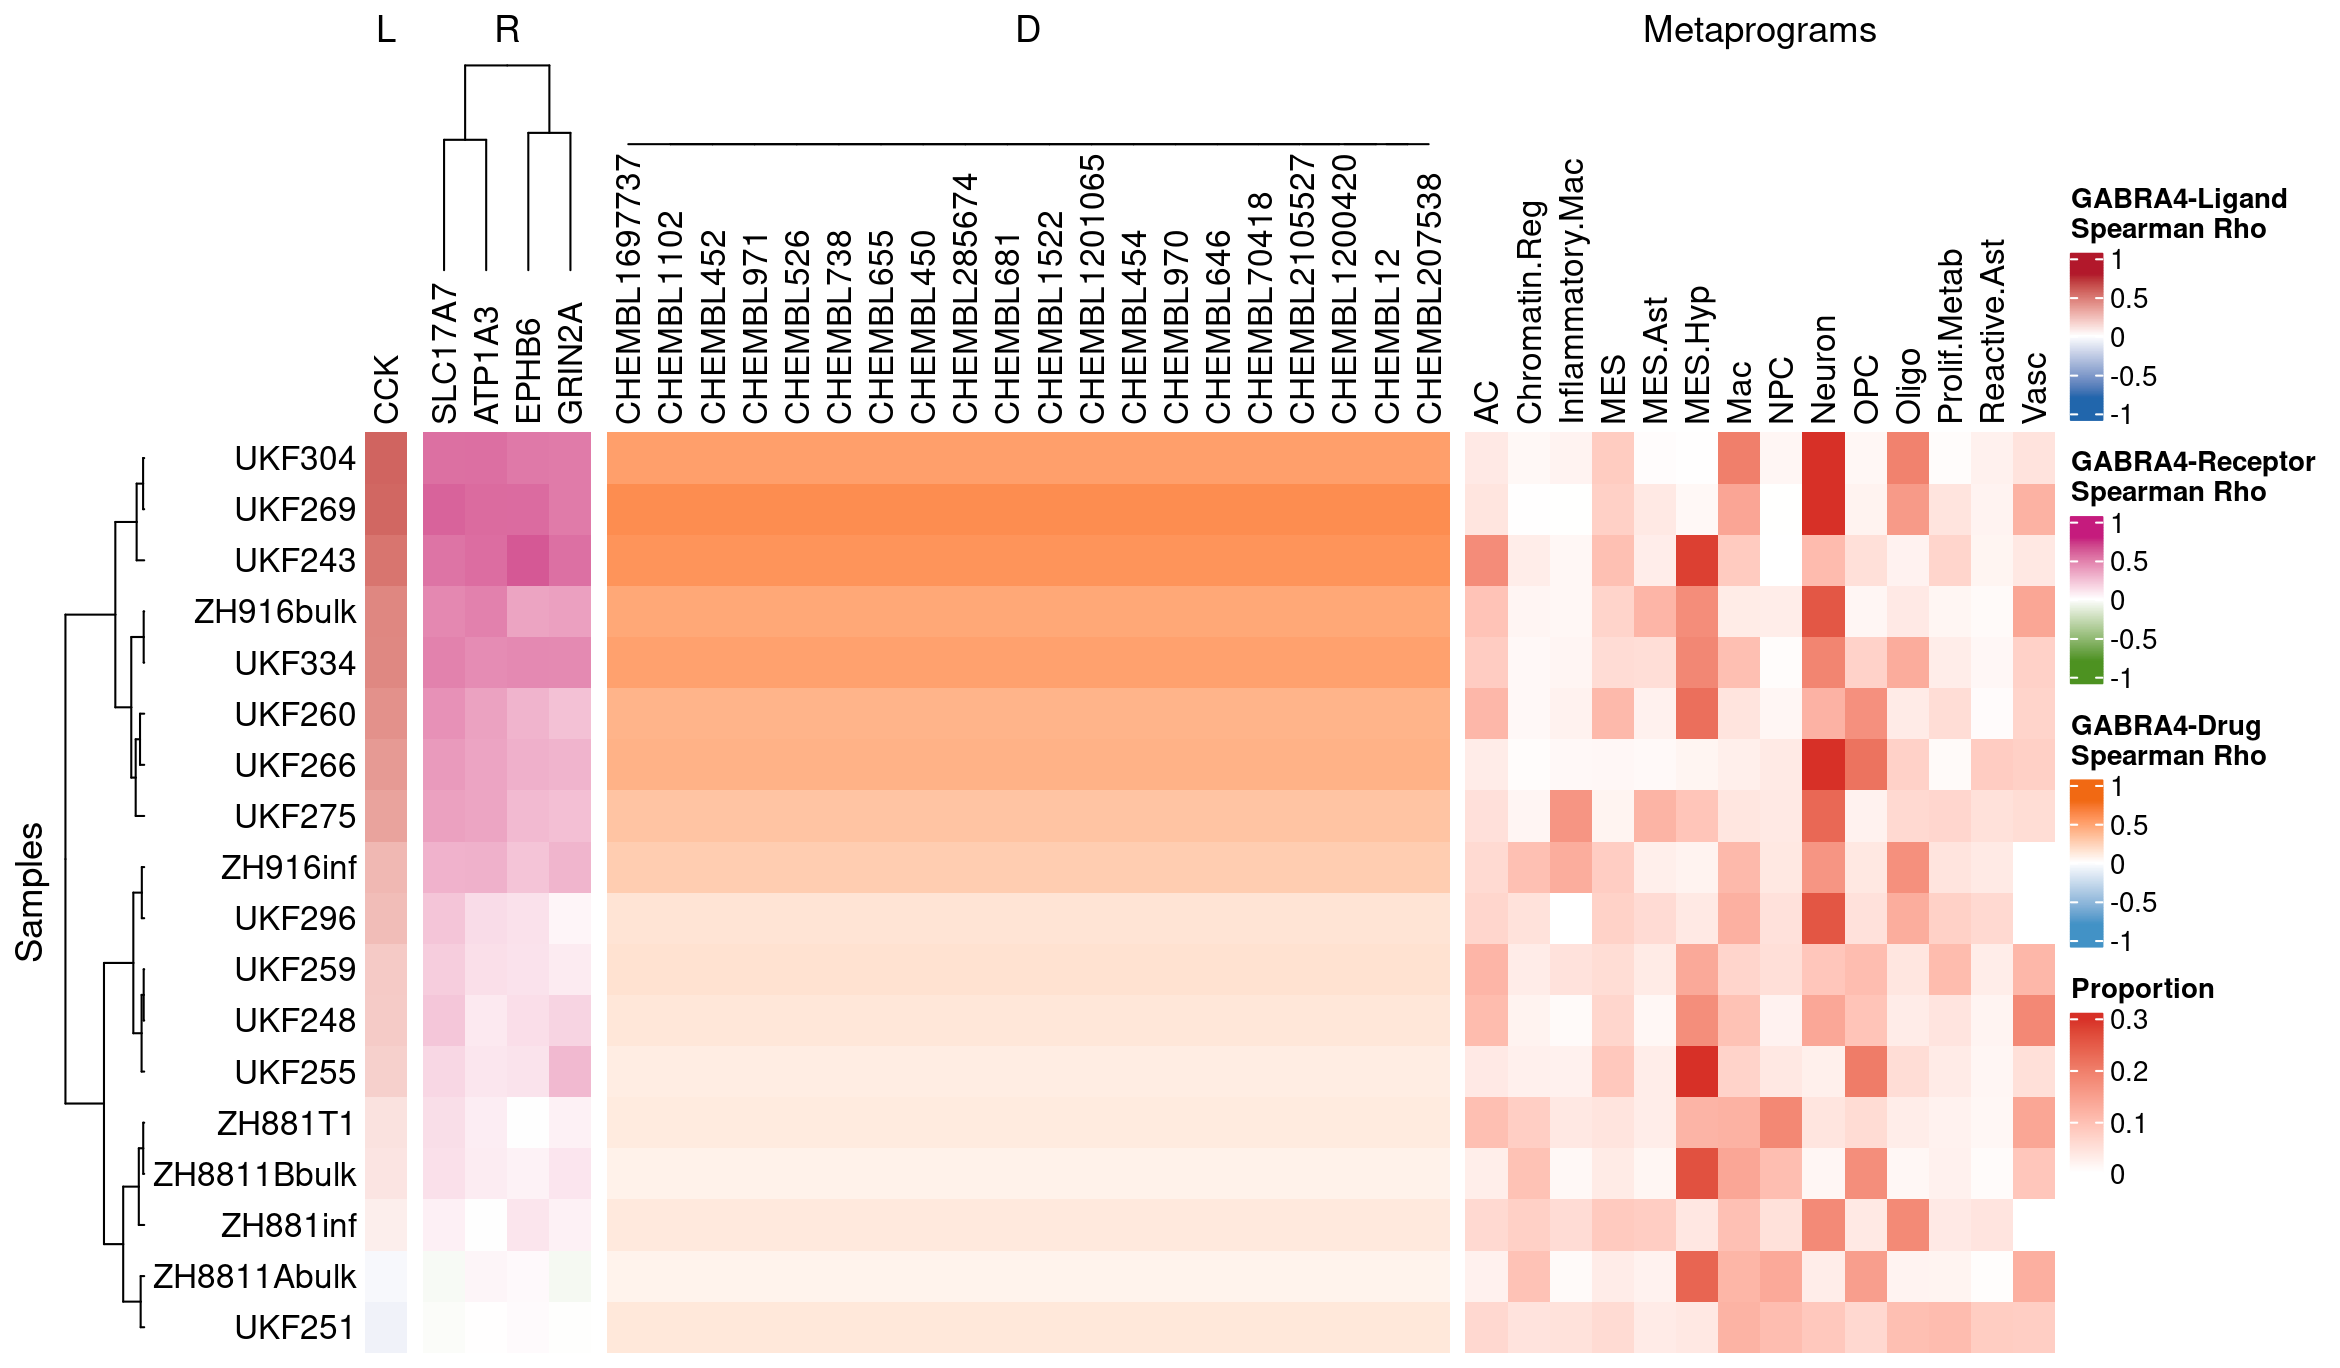 L
R
D
Metaprograms
CCK
SLC17A7
ATP1A3
EPHB6
GRIN2A
CHEMBL1697737
CHEMBL1102
CHEMBL452
CHEMBL971
CHEMBL526
CHEMBL738
CHEMBL655
CHEMBL450
CHEMBL285674
CHEMBL681
CHEMBL1522
CHEMBL1201065
CHEMBL454
CHEMBL970
CHEMBL646
CHEMBL704118
CHEMBL2105527
CHEMBL1200420
CHEMBL12
CHEMBL207538
AC
Chromatin.Reg
Inflammatory.Mac
MES
MES.Ast
MES.Hyp
Mac
NPC
Neuron
OPC
Oligo
Prolif.Metab
Reactive.Ast
Vasc
Samples
UKF304
UKF269
UKF243
ZH916bulk
UKF334
UKF260
UKF266
UKF275
ZH916inf
UKF296
UKF259
UKF248
UKF255
ZH881T1
ZH8811Bbulk
ZH881inf
ZH8811Abulk
UKF251
GABRA4-Ligand
Spearman Rho
1
0.5
0
-0.5
-1
GABRA4-Receptor
Spearman Rho
1
0.5
0
-0.5
-1
GABRA4-Drug
Spearman Rho
1
0.5
0
-0.5
-1
Proportion
0.3
0.2
0.1
0